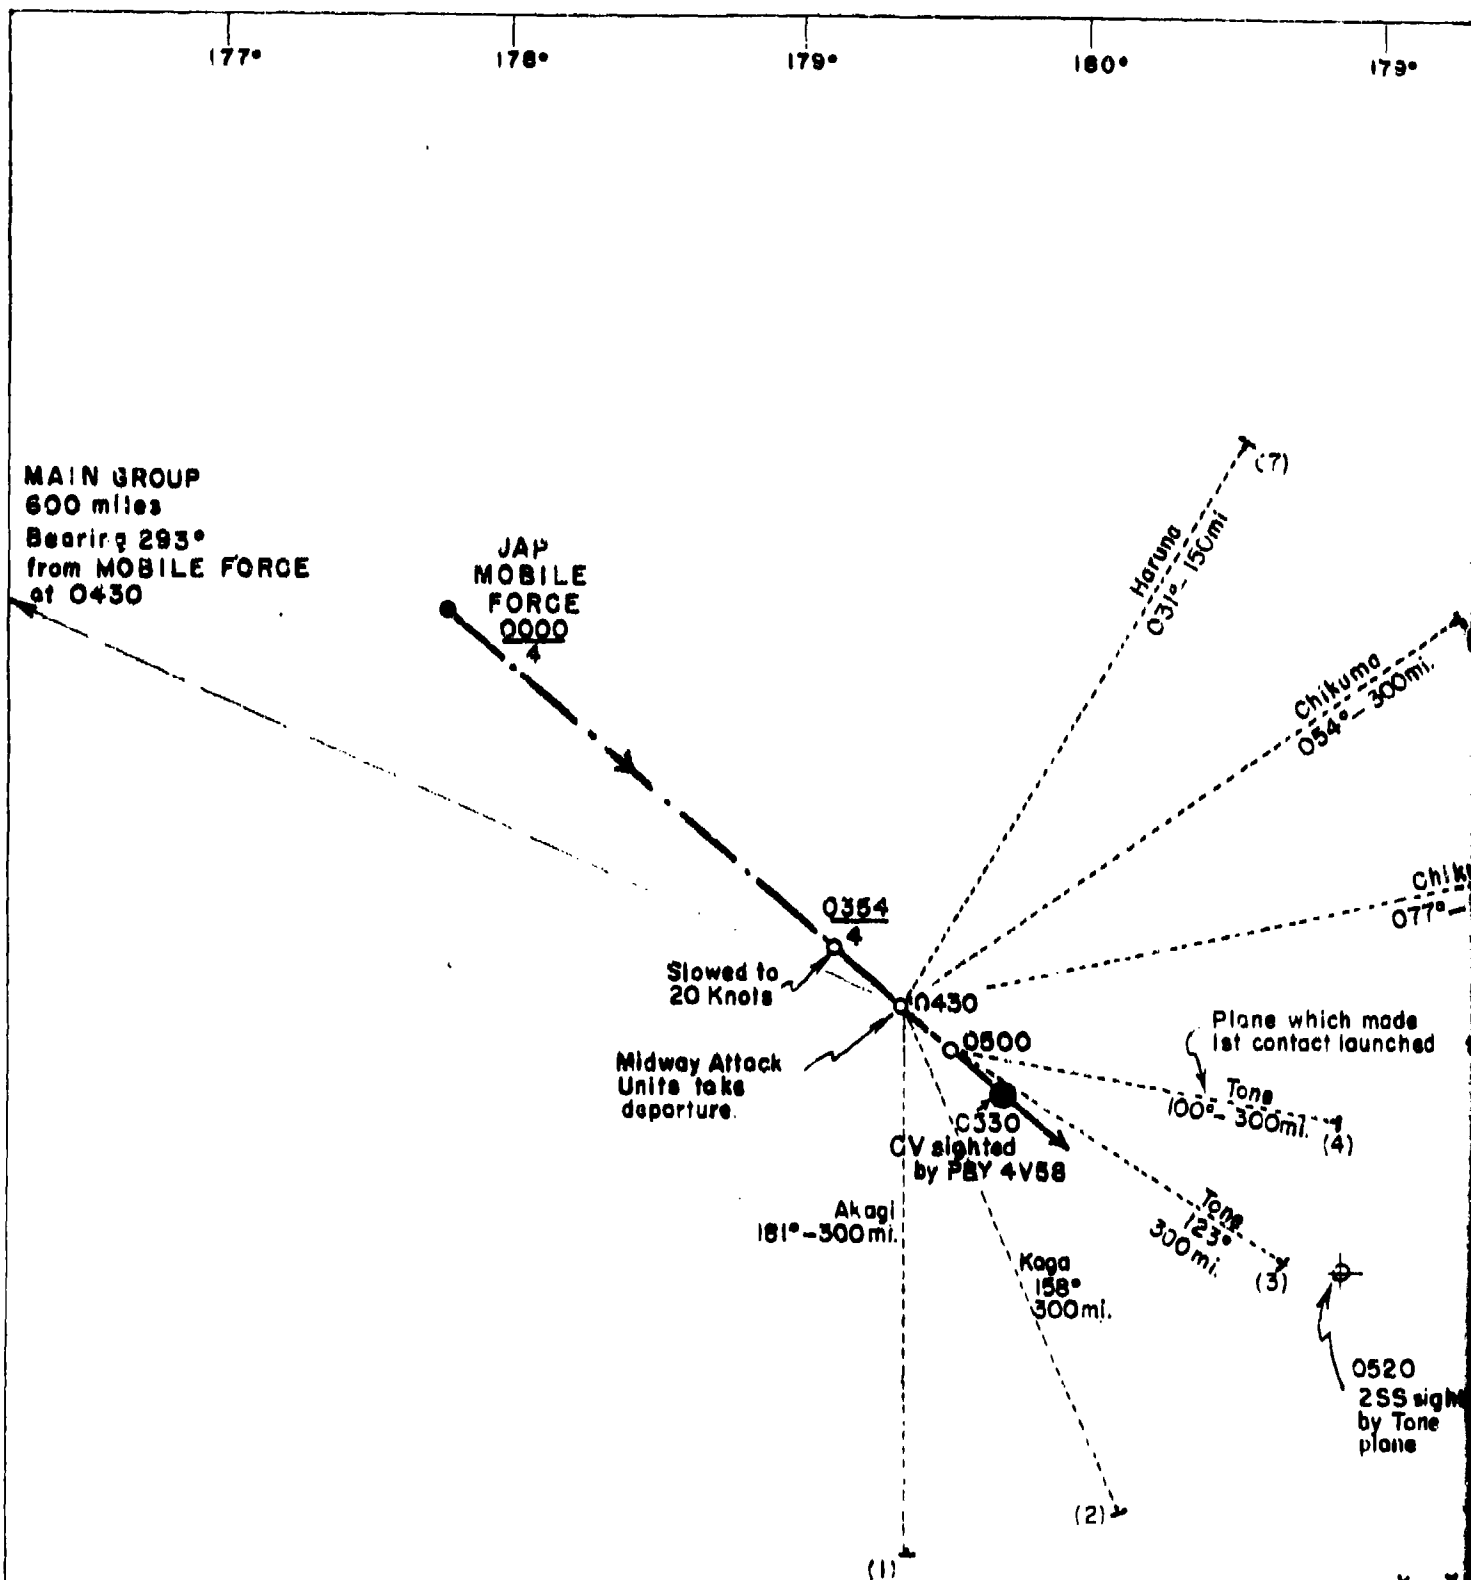 177°
178°
179°
180°
179°
MAIN GROUP
600 miles
Bearing 293°
from MOBILE FORCE
at 0430
JAP
MOBILE
FORCE
0000
4
Haruna
031°-150mi
(7)
Chikuma
054°-300mi.
077°-
0354
4
Slowed to
20 Knots
0430
0500
Midway Attack
Units take
departure.
Plane which made
1st contact launched
Tone
100°-300mi.
(4)
0330
CV sighted
by PBY 4V58
Akagi
181°-300mi.
Kaga
158°
300mi.
Tone
123°
300mi.
(3)
0520
2SS
by Tone
plane
(2)
(1)